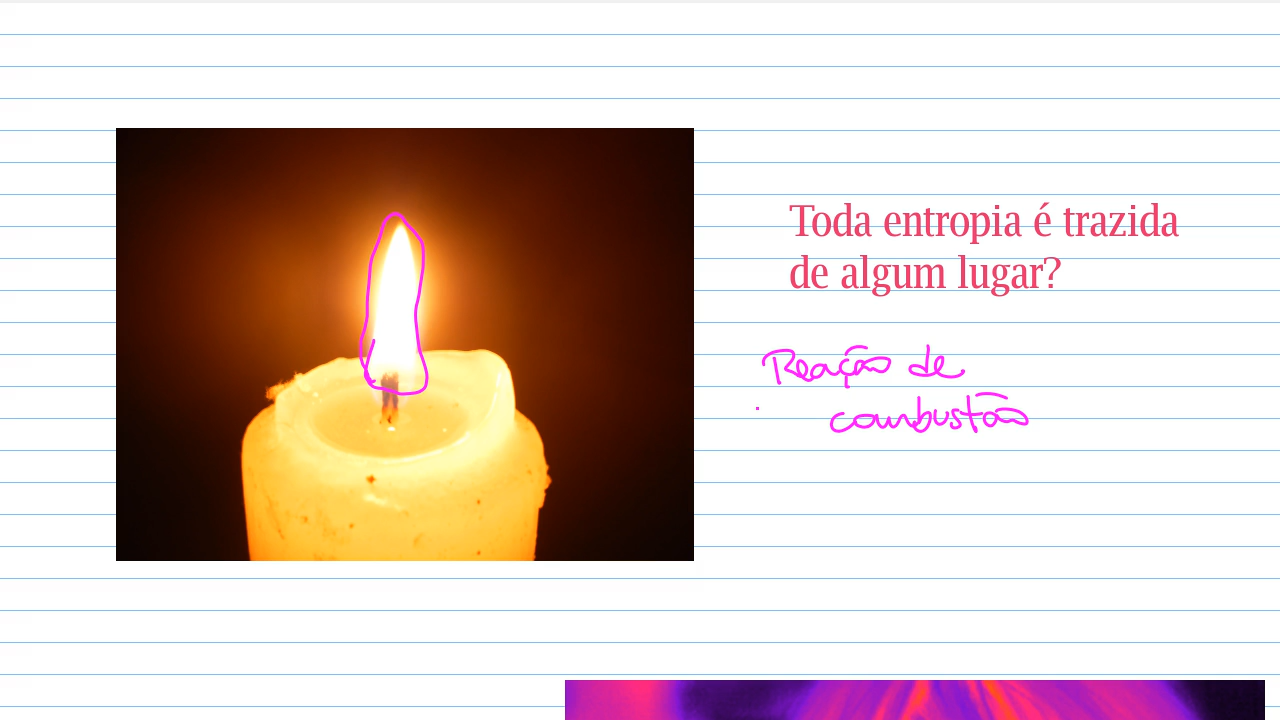 Toda entropia é trazida
de algum lugar?
Reação de
combustão